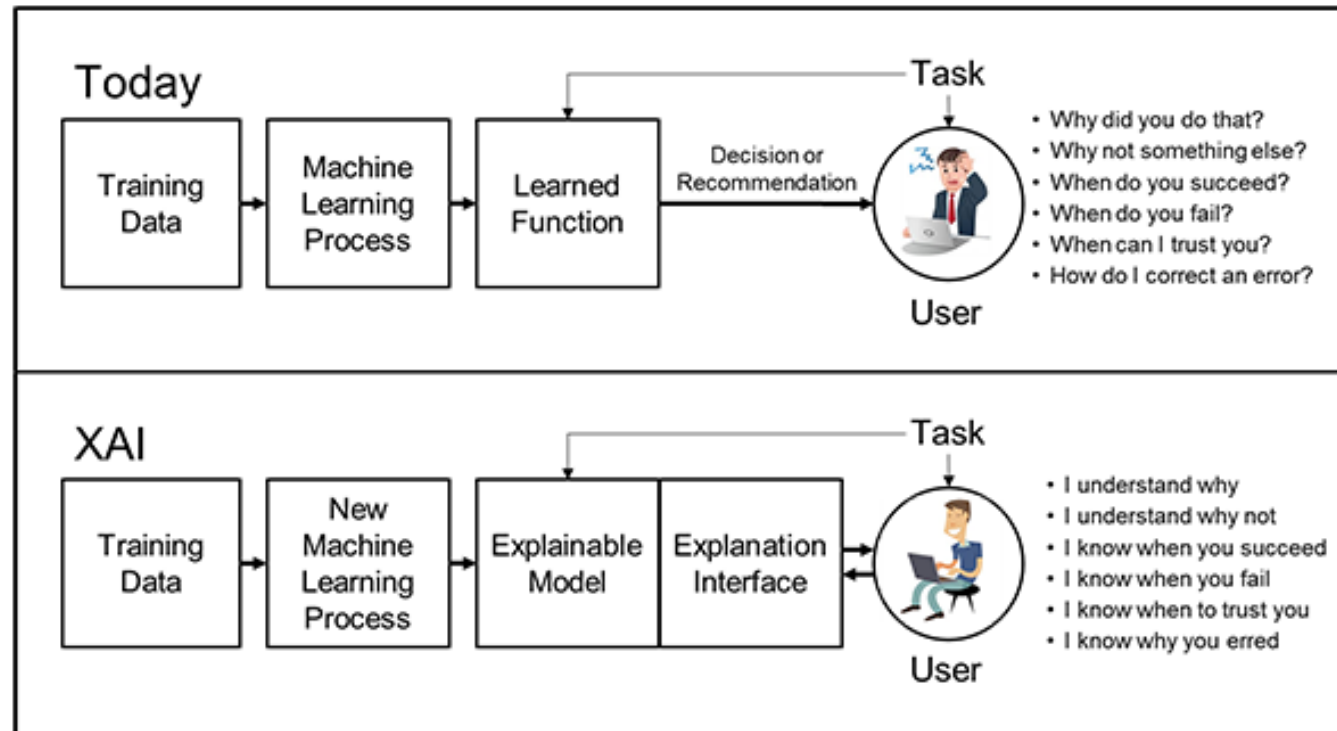 Today
Task
Training
Data
Machine
Learning
Process
Learned
Function
Decision or
Recommendation
User
• Why did you do that?
• Why not something else?
• When do you succeed?
• When do you fail?
• When can I trust you?
• How do I correct an error?
XAI
Task
Training
Data
New
Machine
Learning
Process
Explainable
Model
Explanation
Interface
User
• I understand why
• I understand why not
• I know when you succeed
• I know when you fail
• I know when to trust you
• I know why you erred